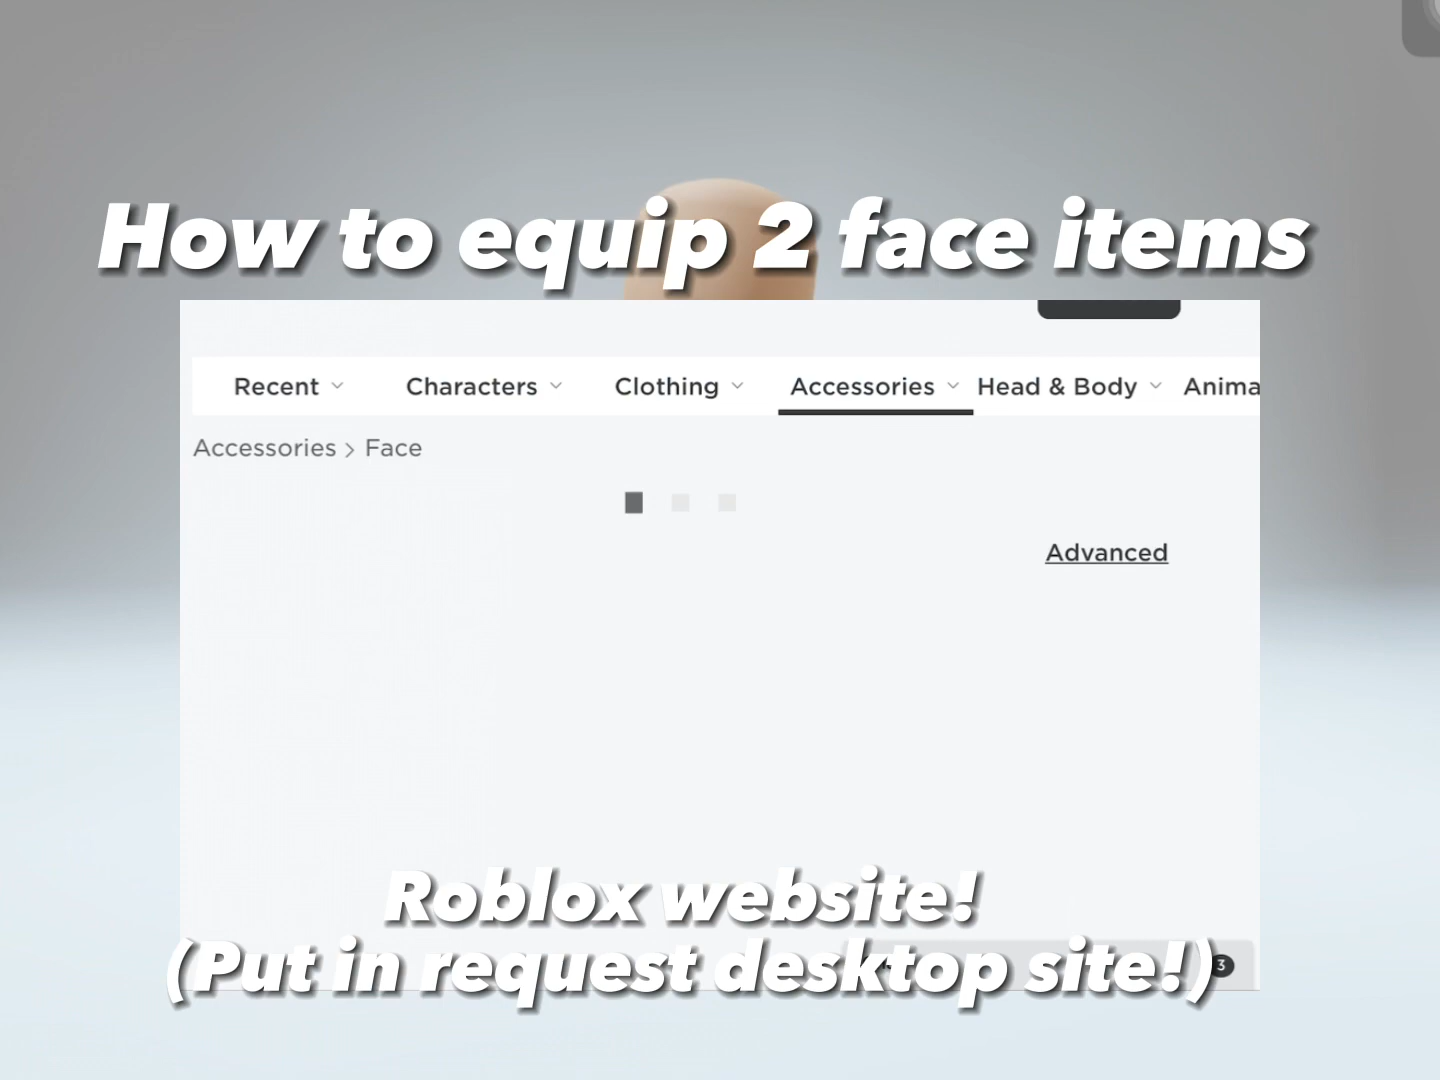 How to equip 2 face items
Recent Characters Clothing Accessories Head & Body Anima
Accessories > Face
Advanced
Roblox website!
(Put in request desktop site!)
3